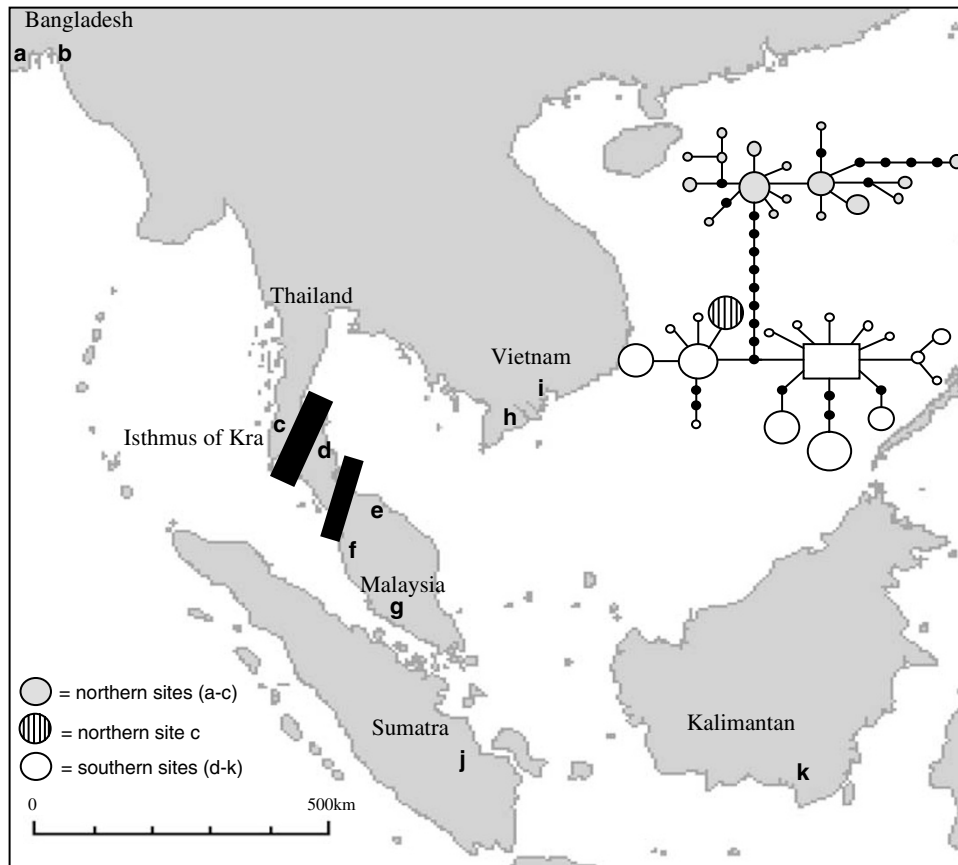 Bangladesh
a b
Thailand
Vietnam
i
h
c
Isthmus of Kra
d
e
f
Malaysia
g
= northern sites (a-c)
= northern site c
= southern sites (d-k)
Sumatra
Kalimantan
j
k
0 500km